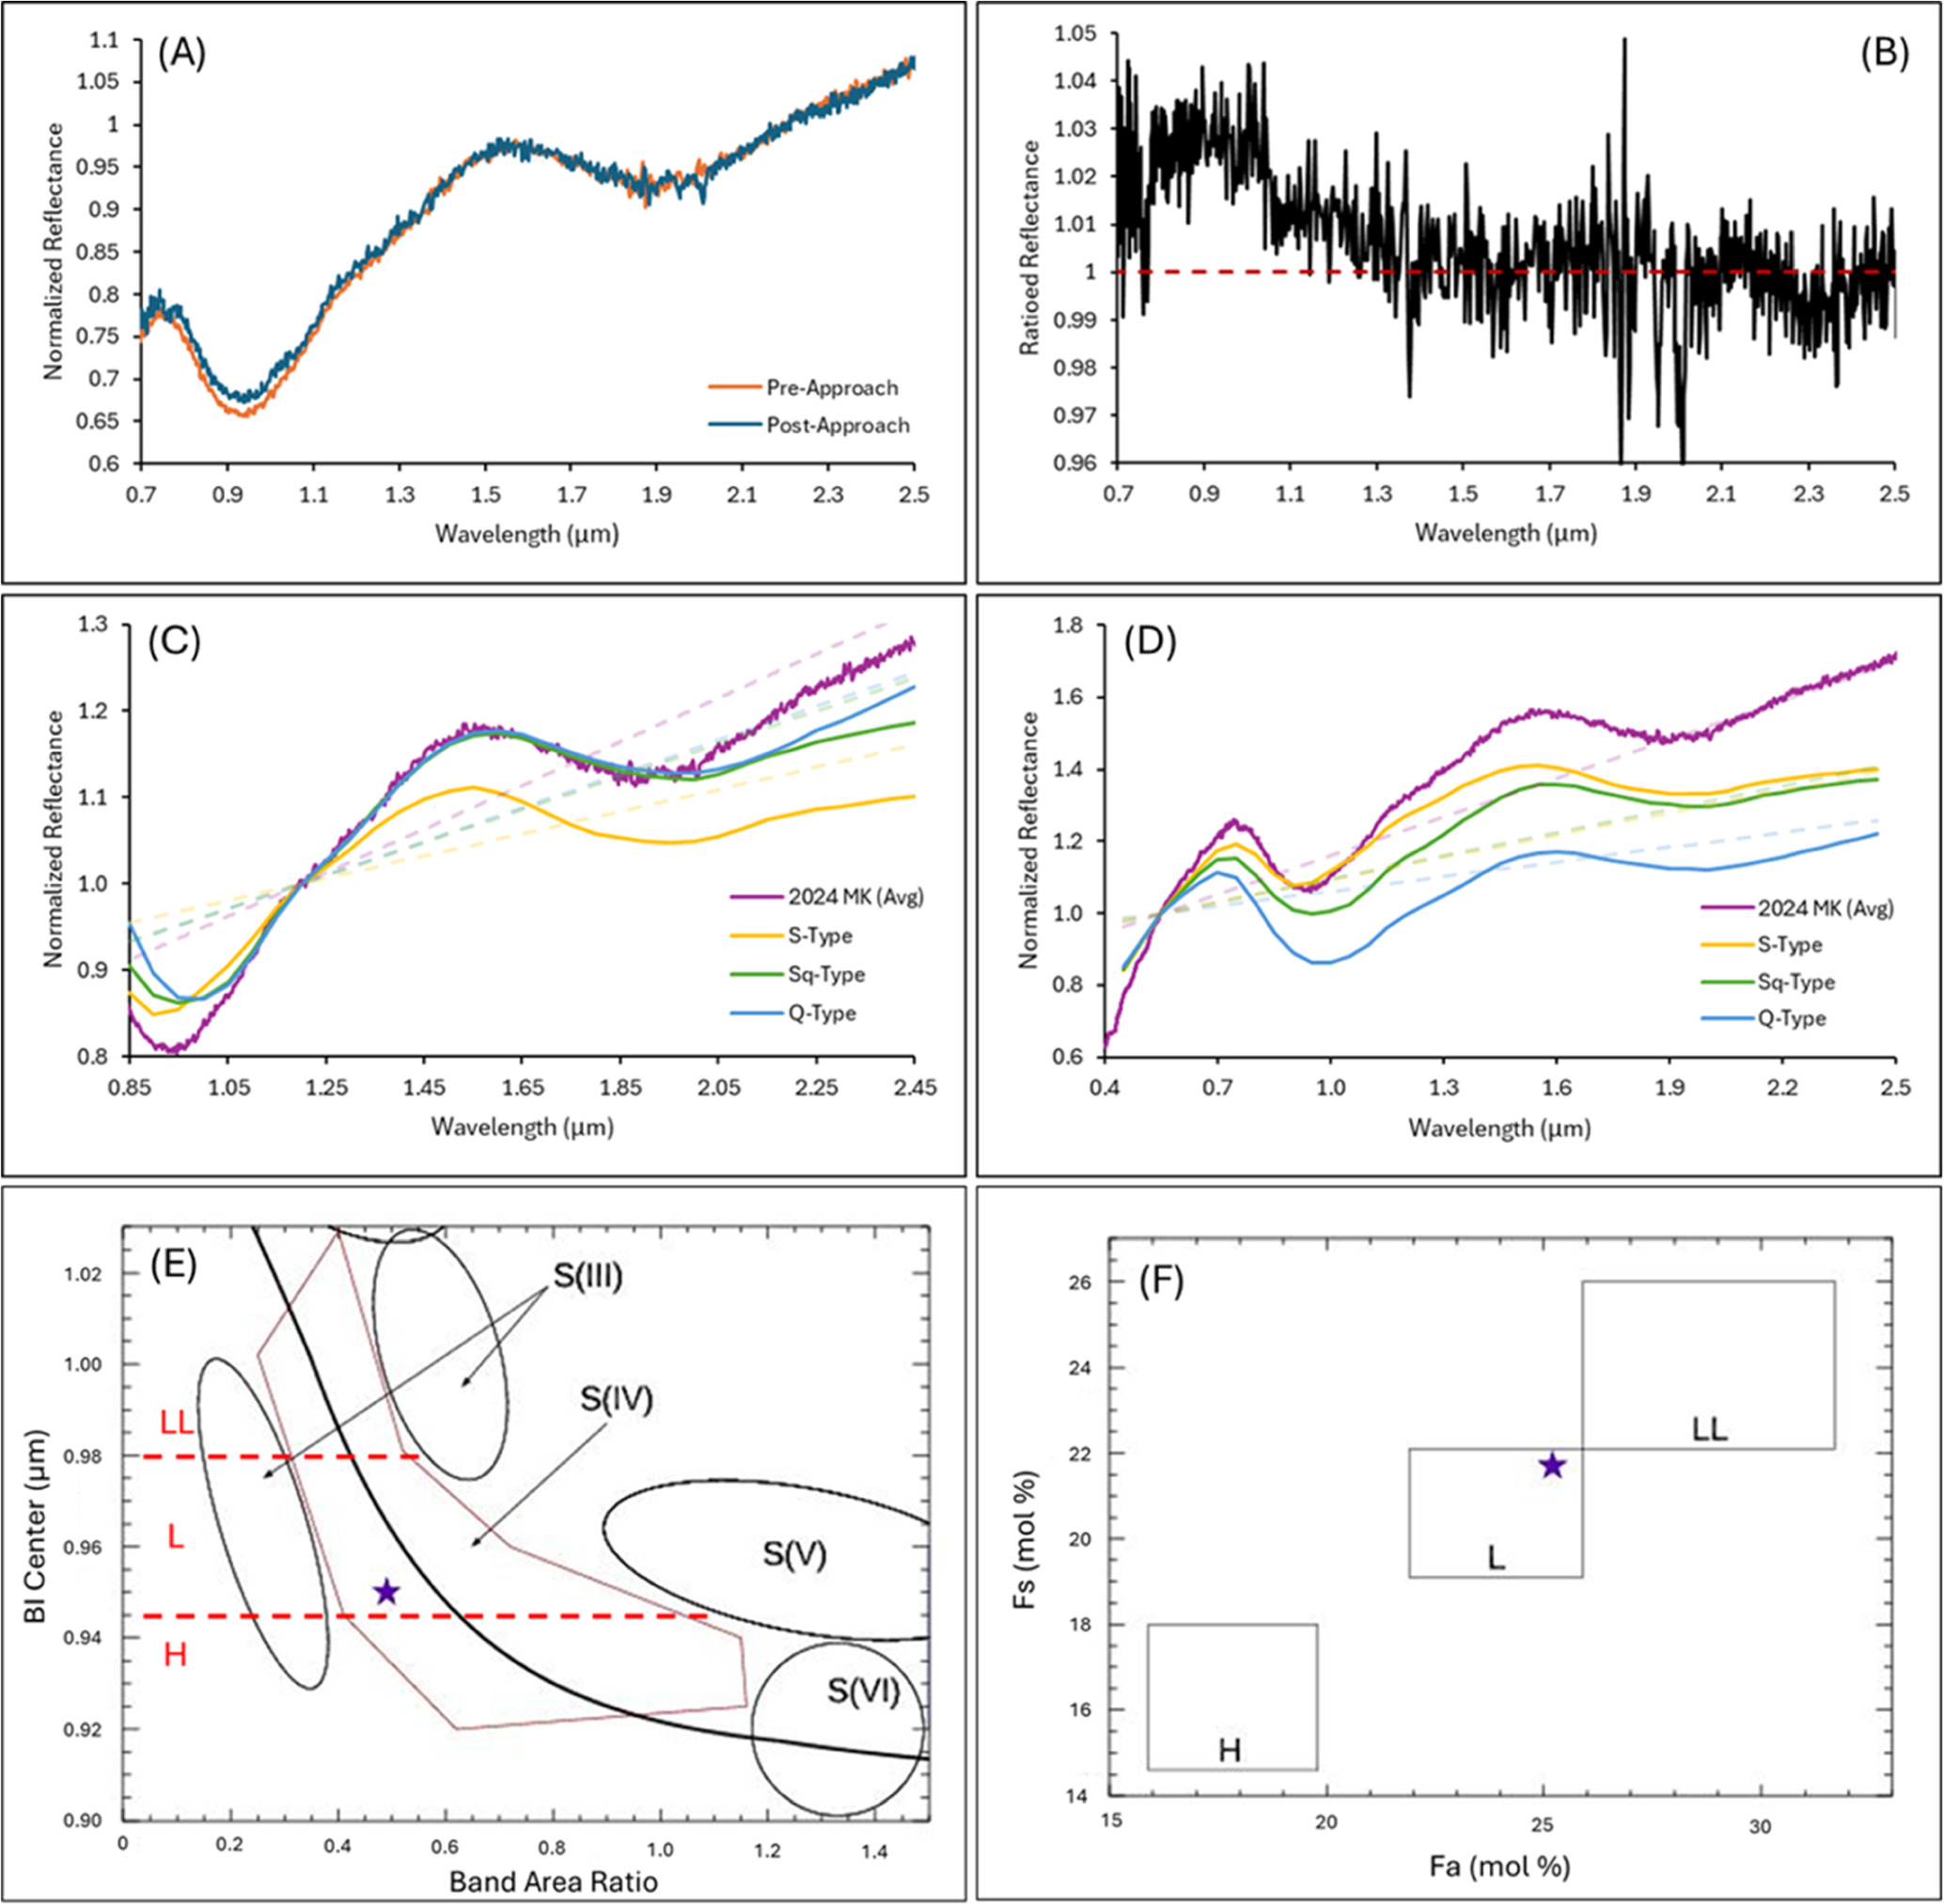 (A)
1.1
1.05
1
0.95
0.9
0.85
0.8
0.75
0.7
0.65
0.6
Normalized Reflectance
Pre-Approach
Post-Approach
0.7 0.9 1.1 1.3 1.5 1.7 1.9 2.1 2.3 2.5
Wavelength (μm)
(B)
1.05
1.04
1.03
1.02
1.01
1
0.99
0.98
0.97
0.96
Ratioed Reflectance
0.7 0.9 1.1 1.3 1.5 1.7 1.9 2.1 2.3 2.5
Wavelength (μm)
(C)
1.3
1.2
1.1
1.0
0.9
0.8
Normalized Reflectance
2024 MK (Avg)
S-Type
Sq-Type
Q-Type
0.85 1.05 1.25 1.45 1.65 1.85 2.05 2.25 2.45
Wavelength (μm)
(D)
1.8
1.6
1.4
1.2
1.0
0.8
0.6
Normalized Reflectance
2024 MK (Avg)
S-Type
Sq-Type
Q-Type
0.4 0.7 1.0 1.3 1.6 1.9 2.2 2.5
Wavelength (μm)
(E)
1.02
1.00
0.98
0.96
0.94
0.92
0.90
BI Center (μm)
S(III)
S(IV)
S(V)
S(VI)
LL
L
H
0 0.2 0.4 0.6 0.8 1.0 1.2 1.4
Band Area Ratio
(F)
26
24
22
20
18
16
14
Fs (mol %)
LL
L
H
15 20 25 30
Fa (mol %)